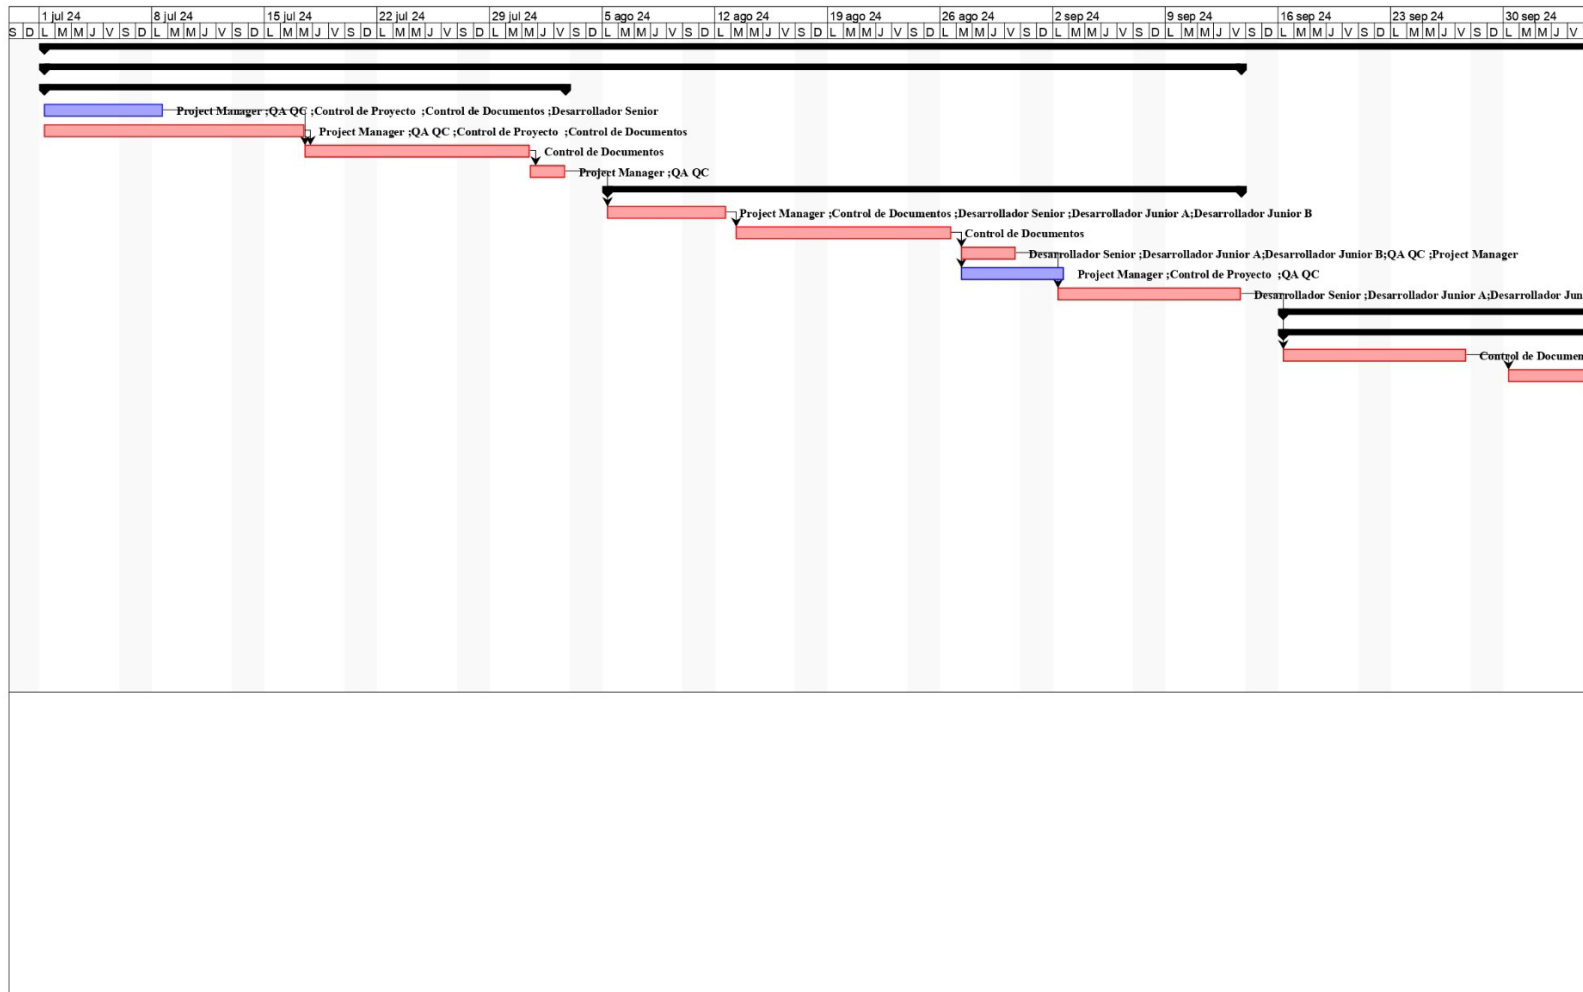 1 jul 24 8 jul 24 15 jul 24 22 jul 24 29 jul 24 5 ago 24 12 ago 24 19 ago 24 26 ago 24 2 sep 24 9 sep 24 16 sep 24 23 sep 24 30 sep 24
S D L M M J V S D L M M J V S D L M M J V S D L M M J V S D L M M J V S D L M M J V S D L M M J V S D L M M J V S D L M M J V S D L M M J V S D L M M J V S D L M M J V S D L M M J V S D L M M J V
Project Manager ;QA QC ;Control de Proyecto ;Control de Documentos ;Desarrollador Senior
Project Manager ;QA QC ;Control de Proyecto ;Control de Documentos
Control de Documentos
Project Manager ;QA QC
Project Manager ;Control de Documentos ;Desarrollador Senior ;Desarrollador Junior A;Desarrollador Junior B
Control de Documentos
Desarrollador Senior ;Desarrollador Junior A;Desarrollador Junior B;QA QC ;Project Manager
Project Manager ;Control de Proyecto ;QA QC
Desarrollador Senior ;Desarrollador Junior A;Desarrollador Jun
Control de Documen